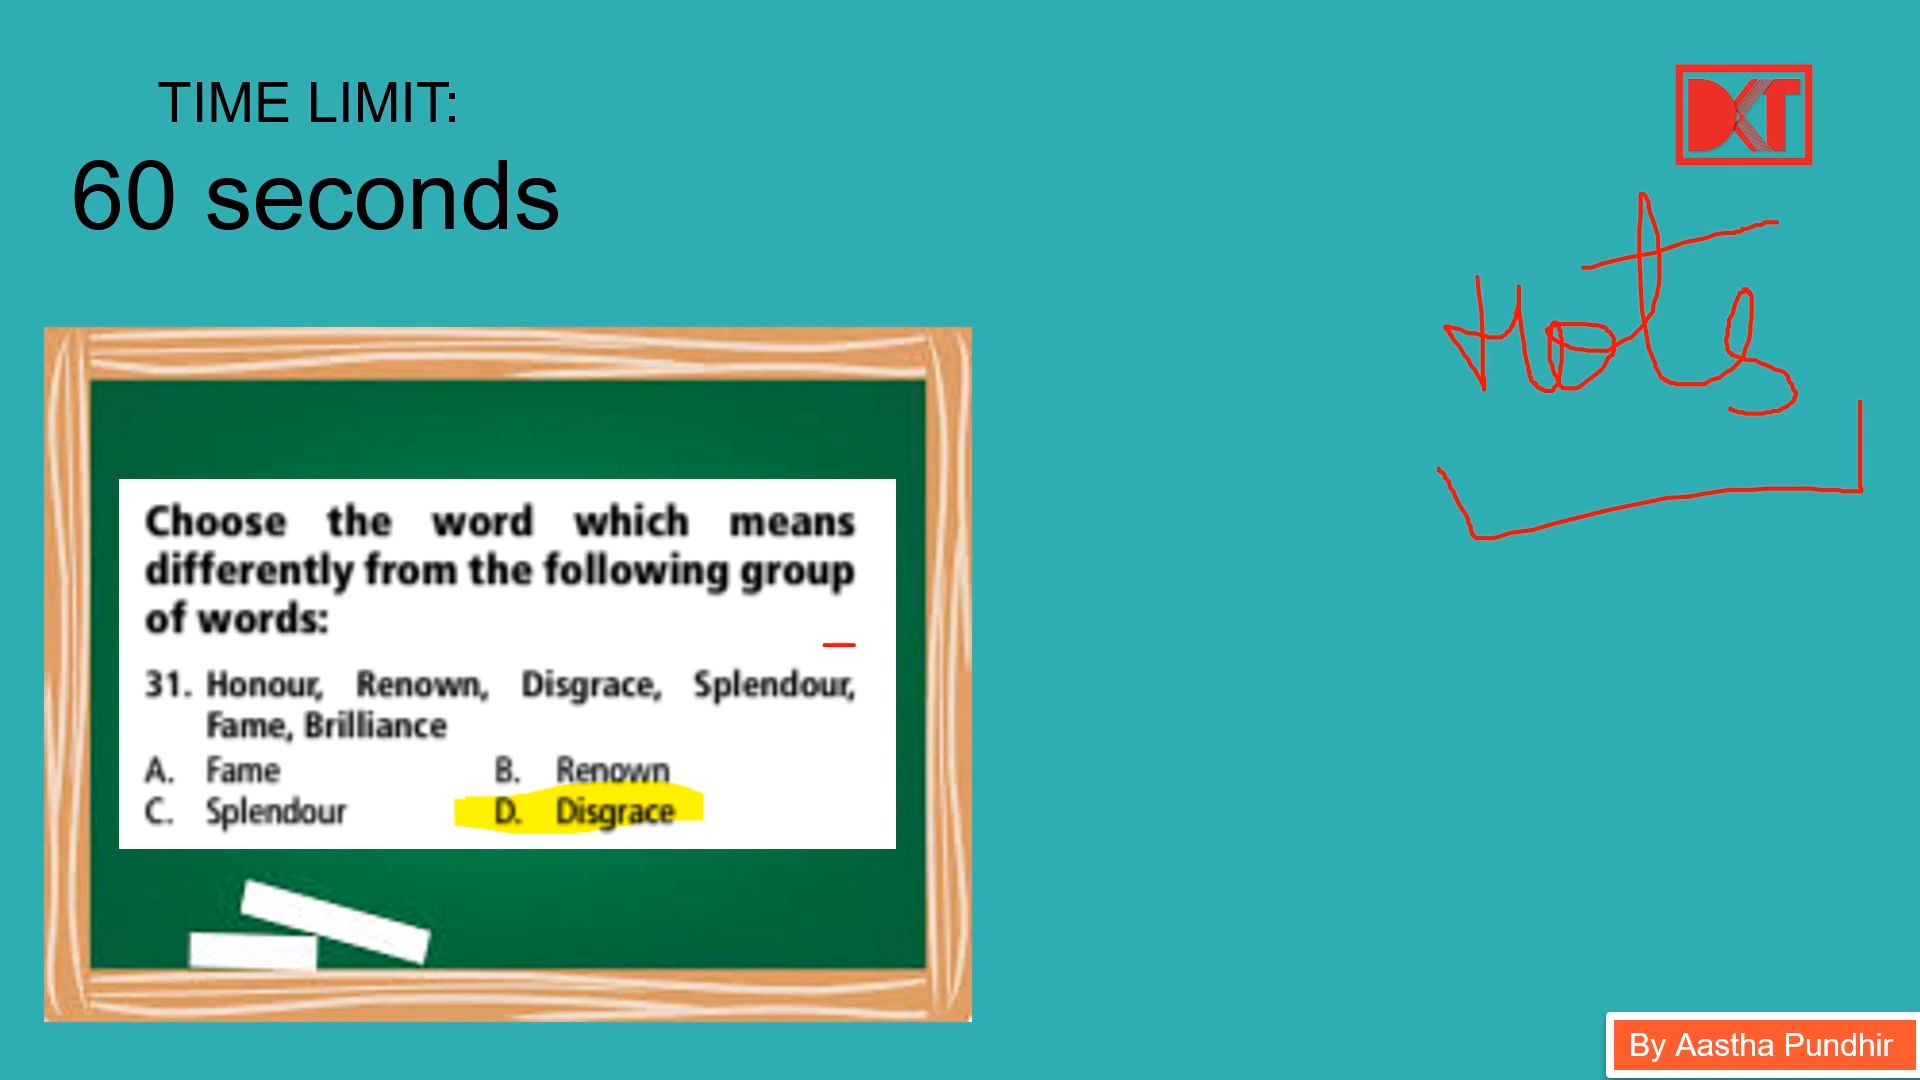 TIME LIMIT:
60 seconds
DKT
Hots
Choose the word which means
differently from the following group
of words:
31. Honour, Renown, Disgrace, Splendour,
Fame, Brilliance
A. Fame B. Renown
C. Splendour D. Disgrace
By Aastha Pundhir